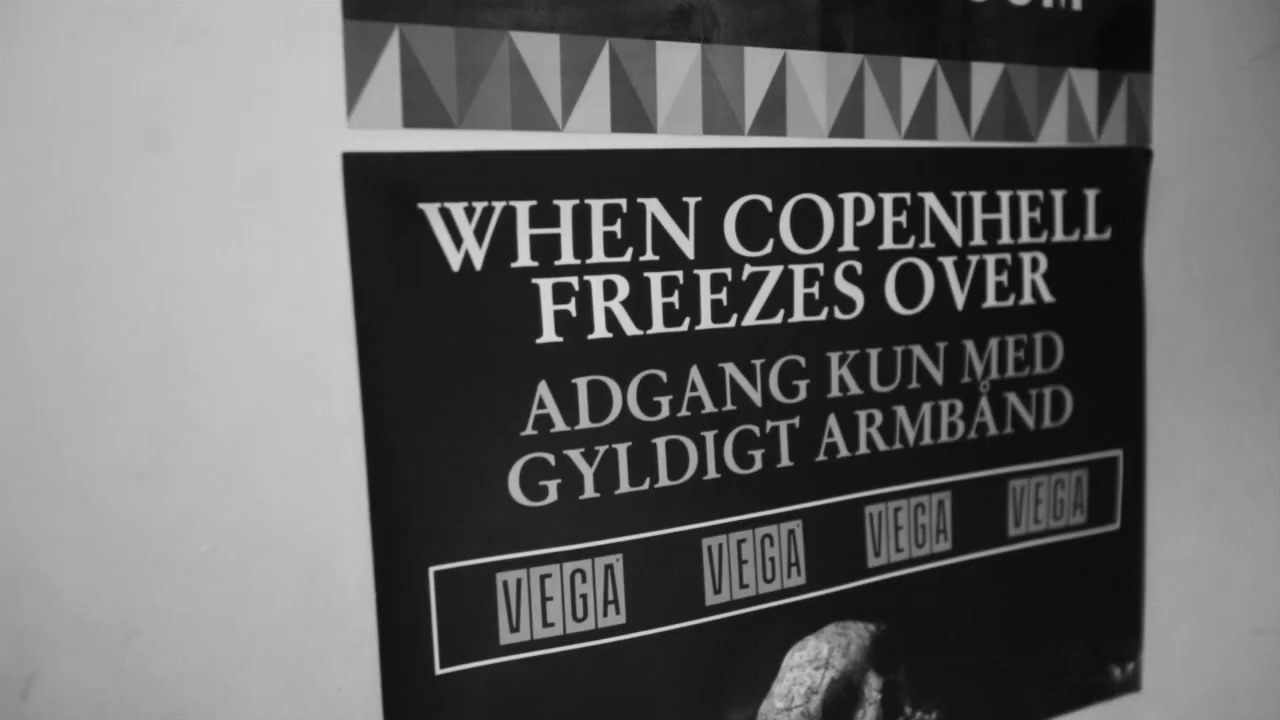 WHEN COPENHELL
FREEZES OVER
ADGANG KUN MED
GYLDIGT ARMBÅND
VEGA VEGA VEGA VEGA